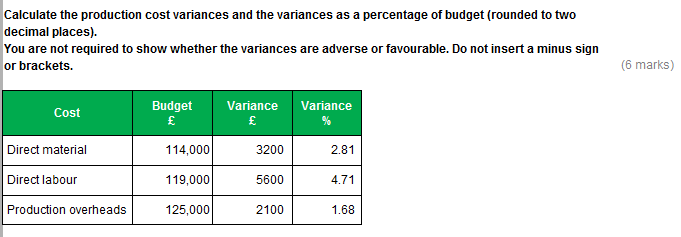 Calculate the production cost variances and the variances as a percentage of budget (rounded to two
decimal places).
You are not required to show whether the variances are adverse or favourable. Do not insert a minus sign
or brackets.
(6 marks)
Cost Budget £ Variance £ Variance %
Direct material 114,000 3200 2.81
Direct labour 119,000 5600 4.71
Production overheads 125,000 2100 1.68